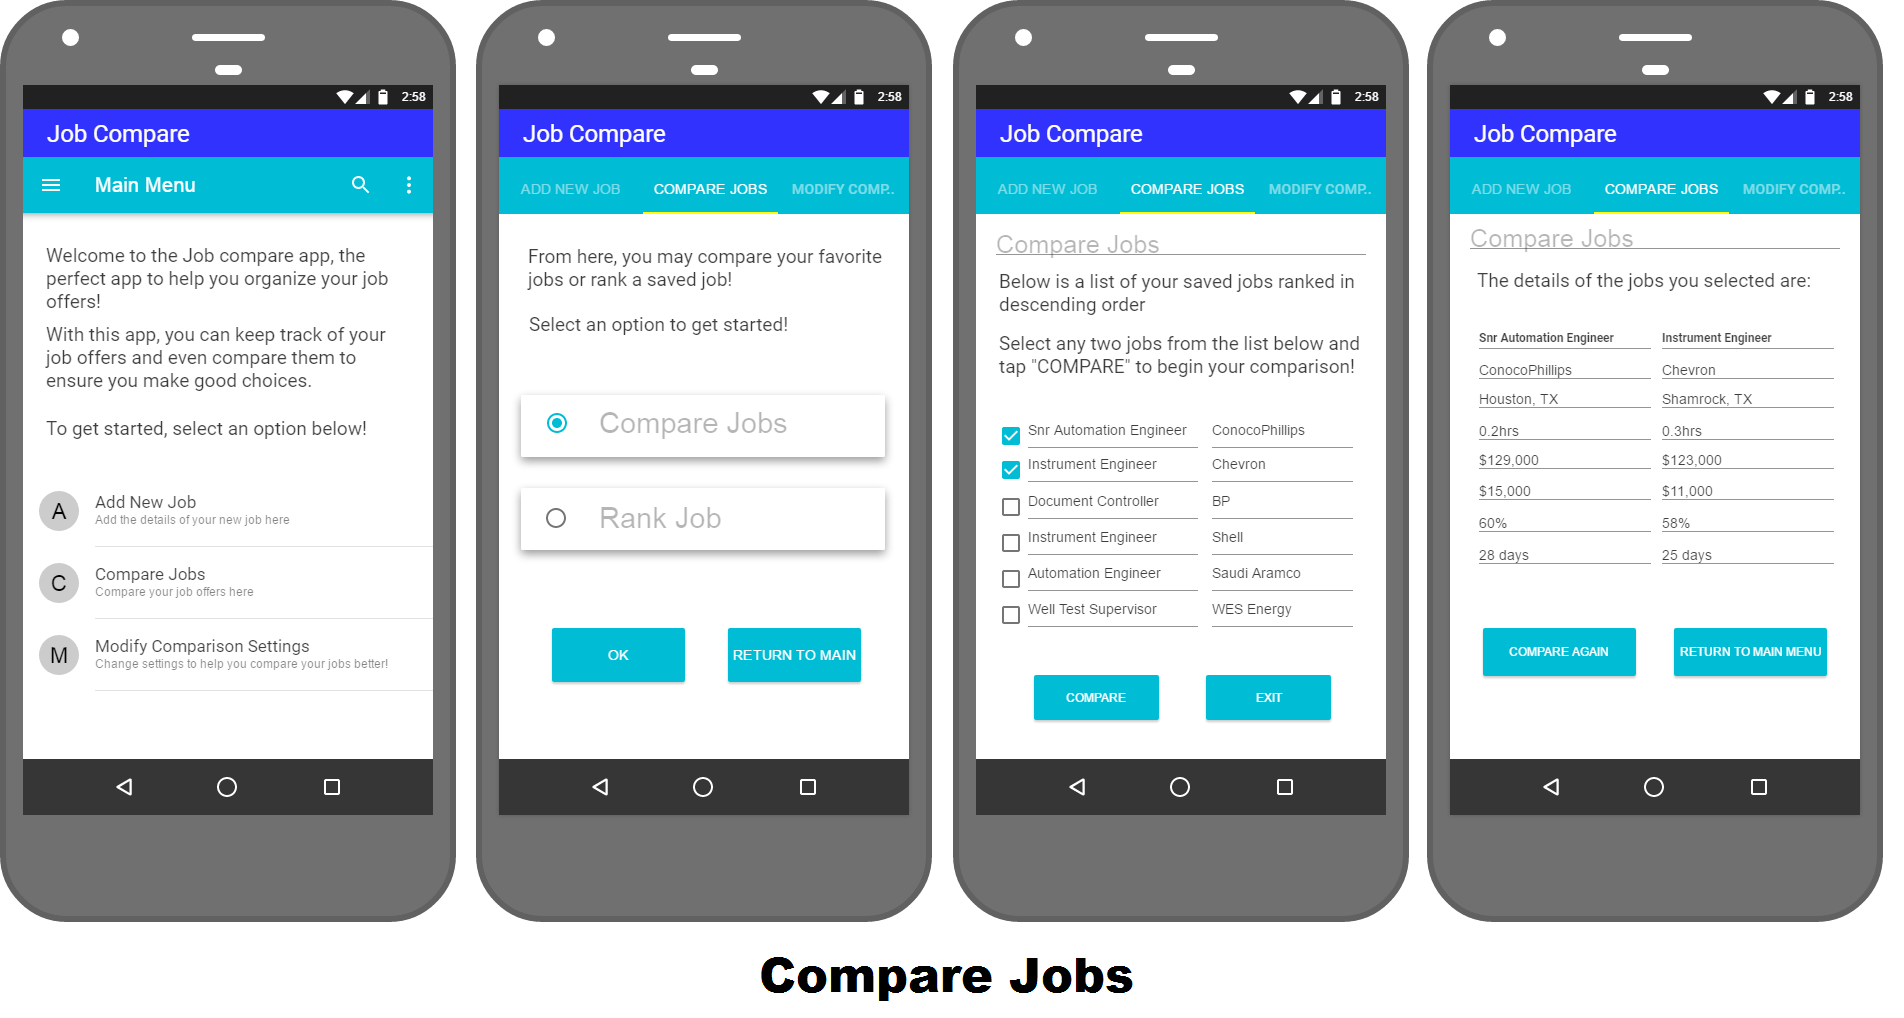 2:58
Job Compare
Main Menu
Welcome to the Job compare app, the
perfect app to help you organize your job
offers!
With this app, you can keep track of your
job offers and even compare them to
ensure you make good choices.
To get started, select an option below!
A
Add New Job
Add the details of your new job here
C
Compare Jobs
Compare your job offers here
M
Modify Comparison Settings
Change settings to help you compare your jobs better!
2:58
Job Compare
ADD NEW JOB COMPARE JOBS MODIFY COMP..
From here, you may compare your favorite
jobs or rank a saved job!
Select an option to get started!
Compare Jobs
Rank Job
OK RETURN TO MAIN
2:58
Job Compare
ADD NEW JOB COMPARE JOBS MODIFY COMP..
Compare Jobs
Below is a list of your saved jobs ranked in
descending order
Select any two jobs from the list below and
tap "COMPARE" to begin your comparison!
Snr Automation Engineer ConocoPhillips
Instrument Engineer Chevron
Document Controller BP
Instrument Engineer Shell
Automation Engineer Saudi Aramco
Well Test Supervisor WES Energy
COMPARE EXIT
2:58
Job Compare
ADD NEW JOB COMPARE JOBS MODIFY COMP..
Compare Jobs
The details of the jobs you selected are:
Snr Automation Engineer Instrument Engineer
ConocoPhillips Chevron
Houston, TX Shamrock, TX
0.2hrs 0.3hrs
$129,000 $123,000
$15,000 $11,000
60% 58%
28 days 25 days
COMPARE AGAIN RETURN TO MAIN MENU
Compare Jobs